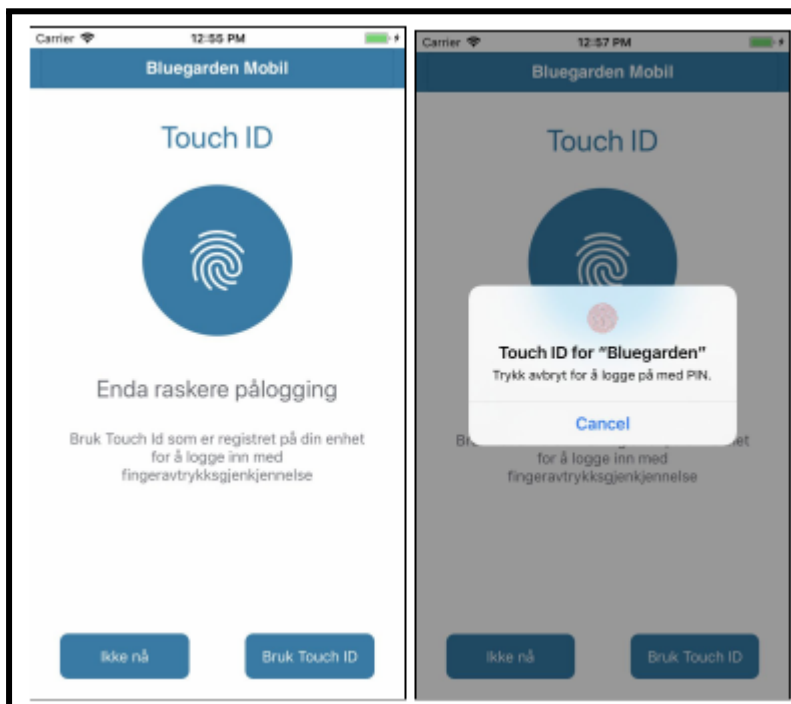 Carrier
12:55 PM
Bluegarden Mobil
Touch ID
Enda raskere pålogging
Bruk Touch Id som er registret på din enhet
for å logge inn med
fingeravtrykksgjenkjennelse
Ikke nå
Bruk Touch ID
Carrier
12:57 PM
Bluegarden Mobil
Touch ID
Touch ID for “Bluegarden”
Trykk avbryt for å logge på med PIN.
Cancel
for å logge inn med
fingeravtrykksgjenkjennelse
Ikke nå
Bruk Touch ID